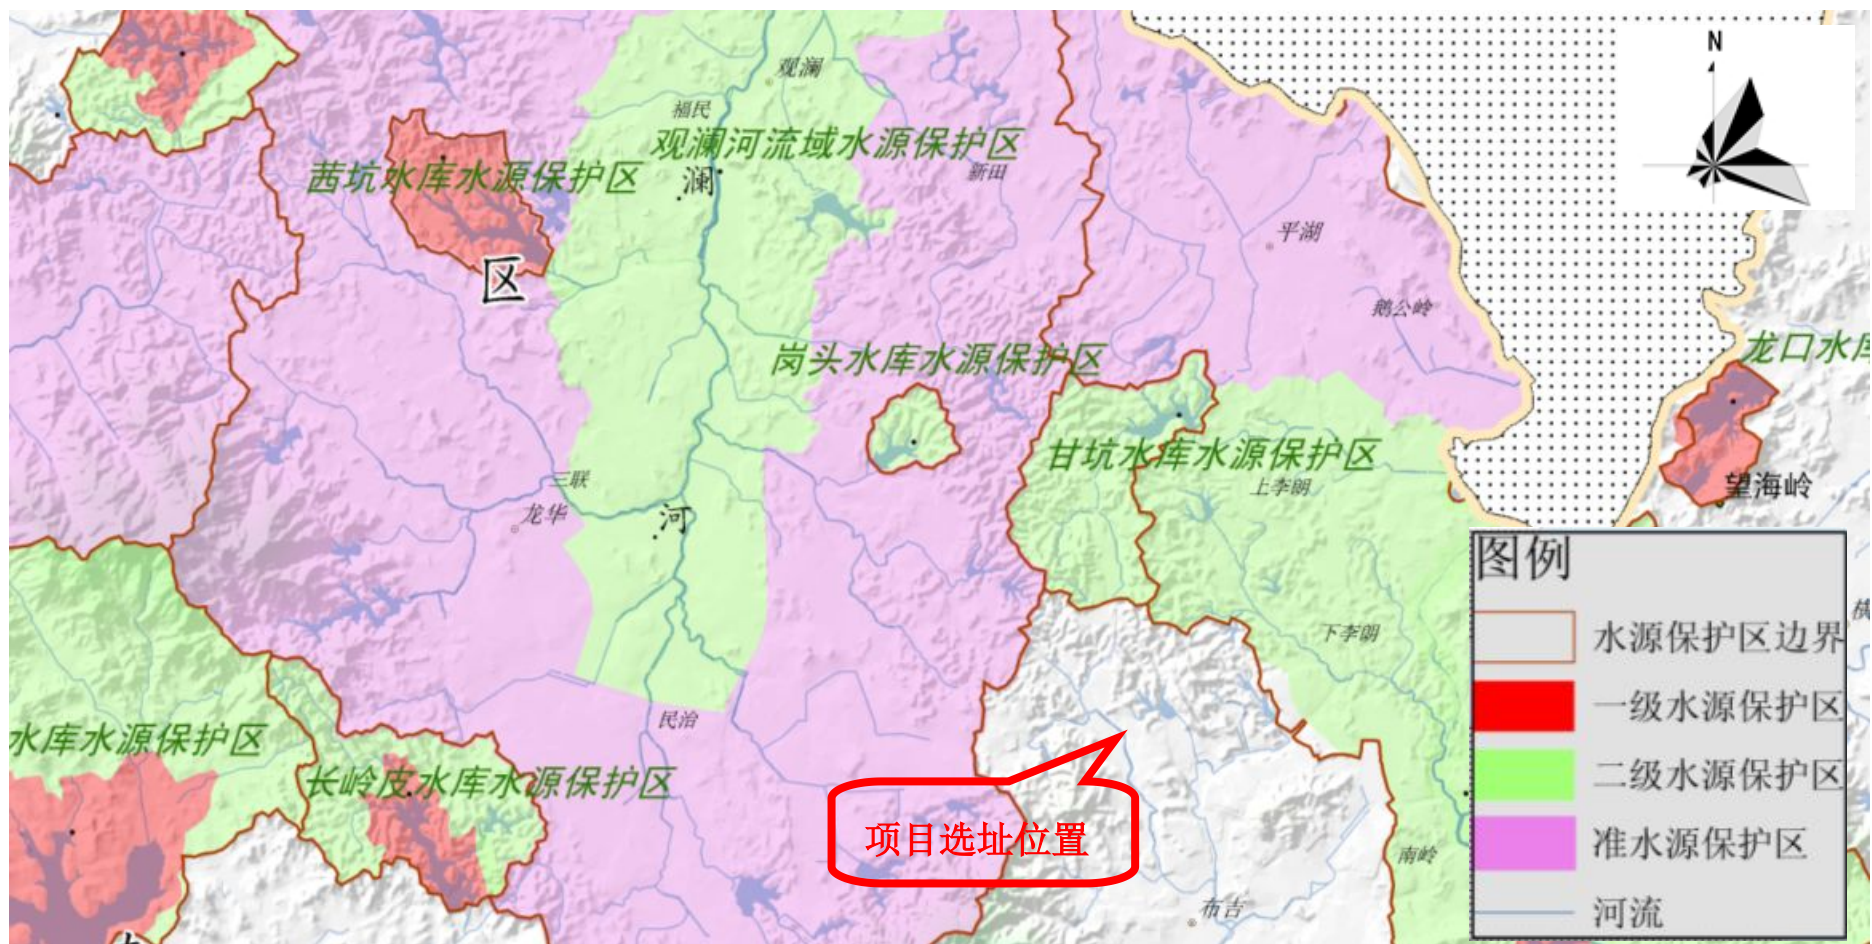 N
观澜
福民
观澜河流域水源保护区
茜坑水库水源保护区
澜
新田
平湖
区
鹅公岭
龙口水库
岗头水库水源保护区
甘坑水库水源保护区
上李朗
望海岭
三联
龙华
河
下李朗
民治
水库水源保护区
长岭皮水库水源保护区
项目选址位置
南岭
布吉
图例
水源保护区边界
一级水源保护区
二级水源保护区
准水源保护区
河流